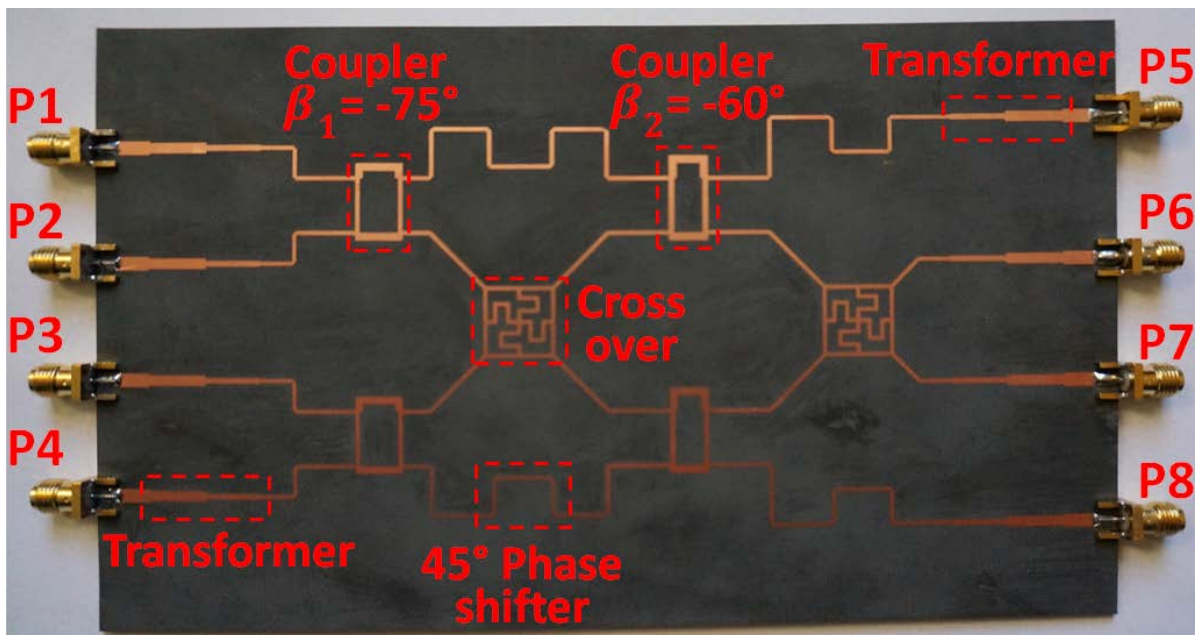 Coupler
β₁ = -75°
Coupler
β₂ = -60°
Transformer
P5
P1
P2
P6
Cross
over
P3
P7
P4
P8
Transformer
45° Phase
shifter